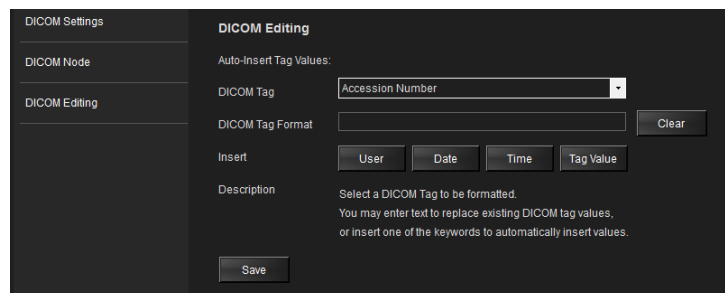 DICOM Settings
DICOM Node
DICOM Editing
DICOM Editing
Auto-Insert Tag Values:
DICOM Tag
Accession Number
DICOM Tag Format
Clear
Insert
User
Date
Time
Tag Value
Description
Select a DICOM Tag to be formatted.
You may enter text to replace existing DICOM tag values,
or insert one of the keywords to automatically insert values.
Save